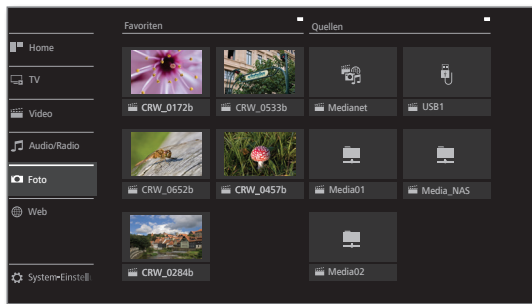 Favoriten
Quellen
Home
TV
Video
Audio/Radio
Foto
Web
System-Einstell
CRW_0172b
CRW_0533b
Medianet
USB1
CRW_0652b
CRW_0457b
Media01
Media_NAS
CRW_0284b
Media02